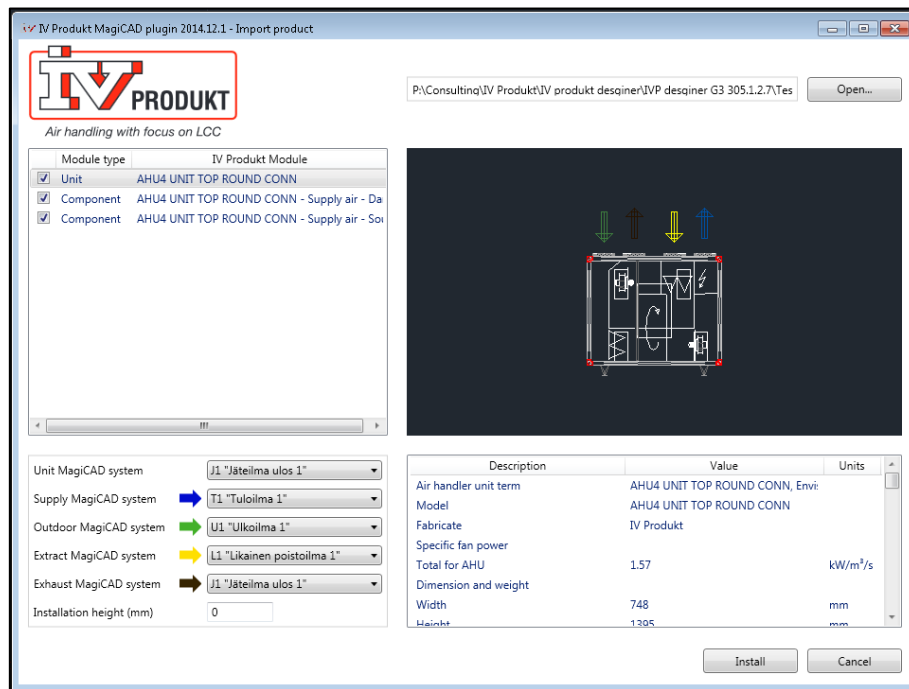 IV Produkt MagiCAD plugin 2014.12.1 - Import product
IV PRODUKT
Air handling with focus on LCC
P:\Consulting\IV Produkt\IV produkt desginer\IVP desginer G3 305.1.2.7\Tes
Open...
Module type IV Produkt Module
Unit AHU4 UNIT TOP ROUND CONN
Component AHU4 UNIT TOP ROUND CONN - Supply air - Da
Component AHU4 UNIT TOP ROUND CONN - Supply air - Sou
Unit MagiCAD system J1 "Jäteilma ulos 1"
Supply MagiCAD system T1 "Tuloilma 1"
Outdoor MagiCAD system U1 "Ulkoilma 1"
Extract MagiCAD system L1 "Likainen poistoilma 1"
Exhaust MagiCAD system J1 "Jäteilma ulos 1"
Installation height (mm) 0
Description Value Units
Air handler unit term AHU4 UNIT TOP ROUND CONN, Envi
Model AHU4 UNIT TOP ROUND CONN
Fabricate IV Produkt
Specific fan power
Total for AHU 1.57 kW/m³/s
Dimension and weight
Width 748 mm
Height 1395 mm
Install
Cancel